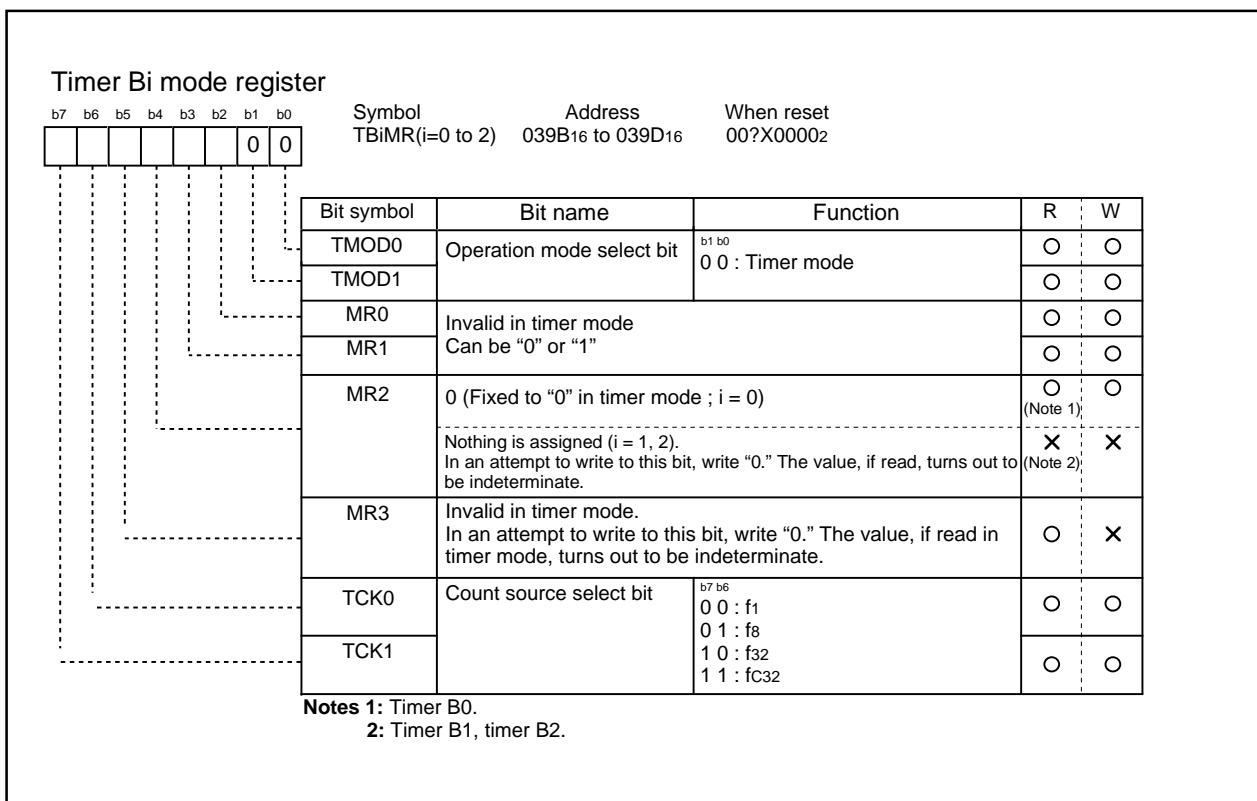 Timer Bi mode register
b7 b6 b5 b4 b3 b2 b1 b0
0 0
Symbol Address When reset
TBiMR(i=0 to 2) 039B16 to 039D16 00?X00002
Bit symbol Bit name Function R W
TMOD0 Operation mode select bit b1 b0
0 0 : Timer mode
TMOD1
MR0 Invalid in timer mode
Can be “0” or “1”
MR1
MR2 0 (Fixed to “0” in timer mode ; i = 0) (Note 1)
Nothing is assigned (i = 1, 2).
In an attempt to write to this bit, write “0.” The value, if read, turns out to (Note 2)
be indeterminate.
MR3 Invalid in timer mode.
In an attempt to write to this bit, write “0.” The value, if read in
timer mode, turns out to be indeterminate.
TCK0 Count source select bit b7 b6
0 0 : f1
0 1 : f8
TCK1 1 0 : f32
1 1 : fC32
Notes 1: Timer B0.
2: Timer B1, timer B2.